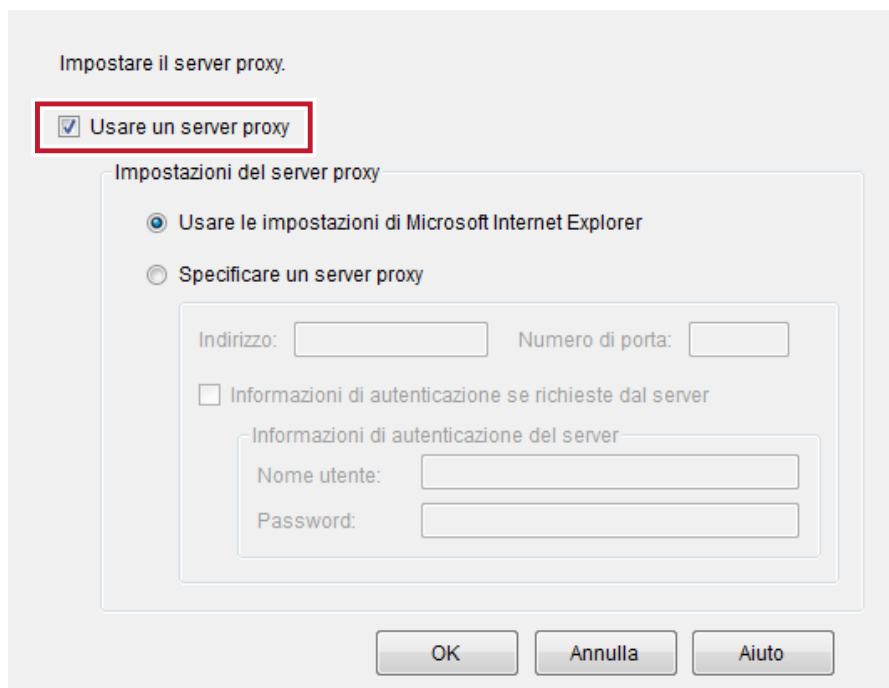 Impostare il server proxy.
Usare un server proxy
Impostazioni del server proxy
Usare le impostazioni di Microsoft Internet Explorer
Specificare un server proxy
Indirizzo: Numero di porta:
Informazioni di autenticazione se richieste dal server
Informazioni di autenticazione del server
Nome utente:
Password:
OK Annulla Aiuto